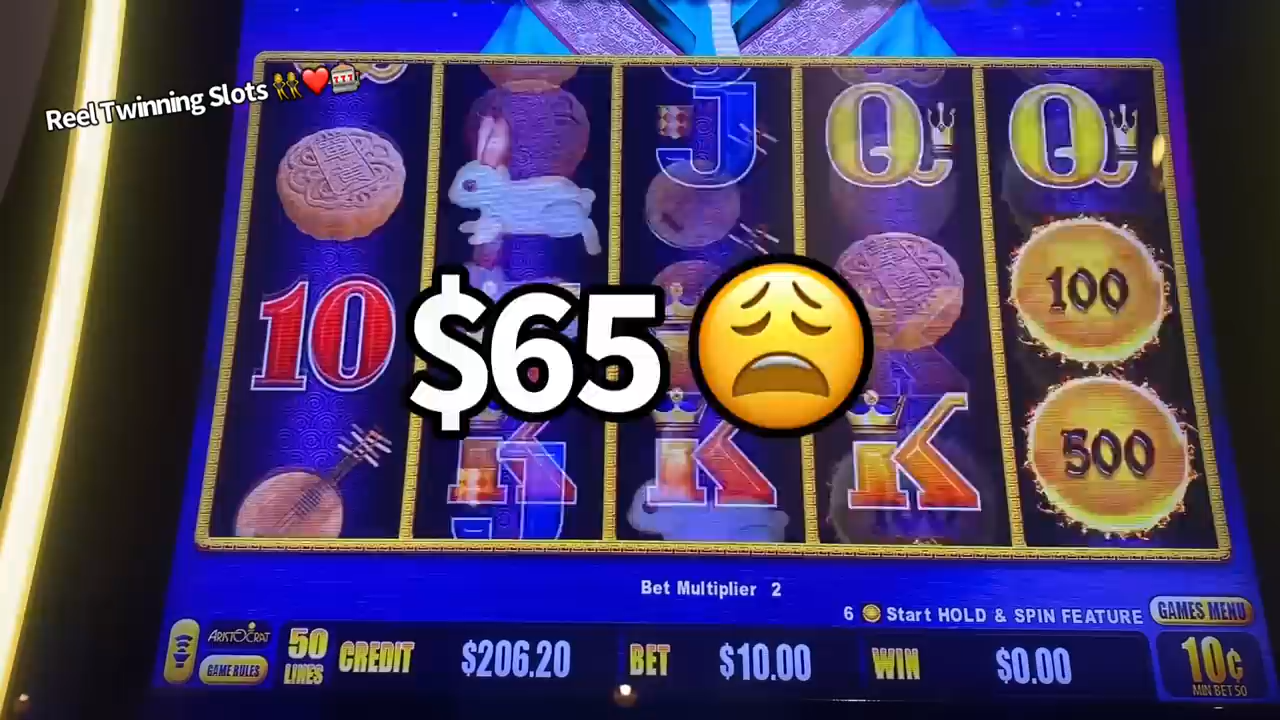 Reel Twinning Slots
J
Q
Q
100
10
$65
K
K
K
500
Bet Multiplier 2
6 Start HOLD & SPIN FEATURE
GAMES MENU
ARISTOCRAT
GAME RULES
50
LINES
CREDIT
$206.20
BET
$10.00
WIN
$0.00
10¢
MIN BET 50